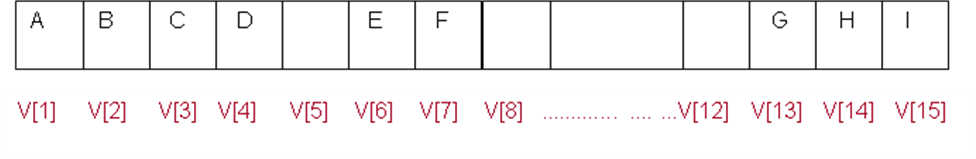 A B C D E F G H I
V[1] V[2] V[3] V[4] V[5] V[6] V[7] V[8] ............. .... ...V[12] V[13] V[14] V[15]